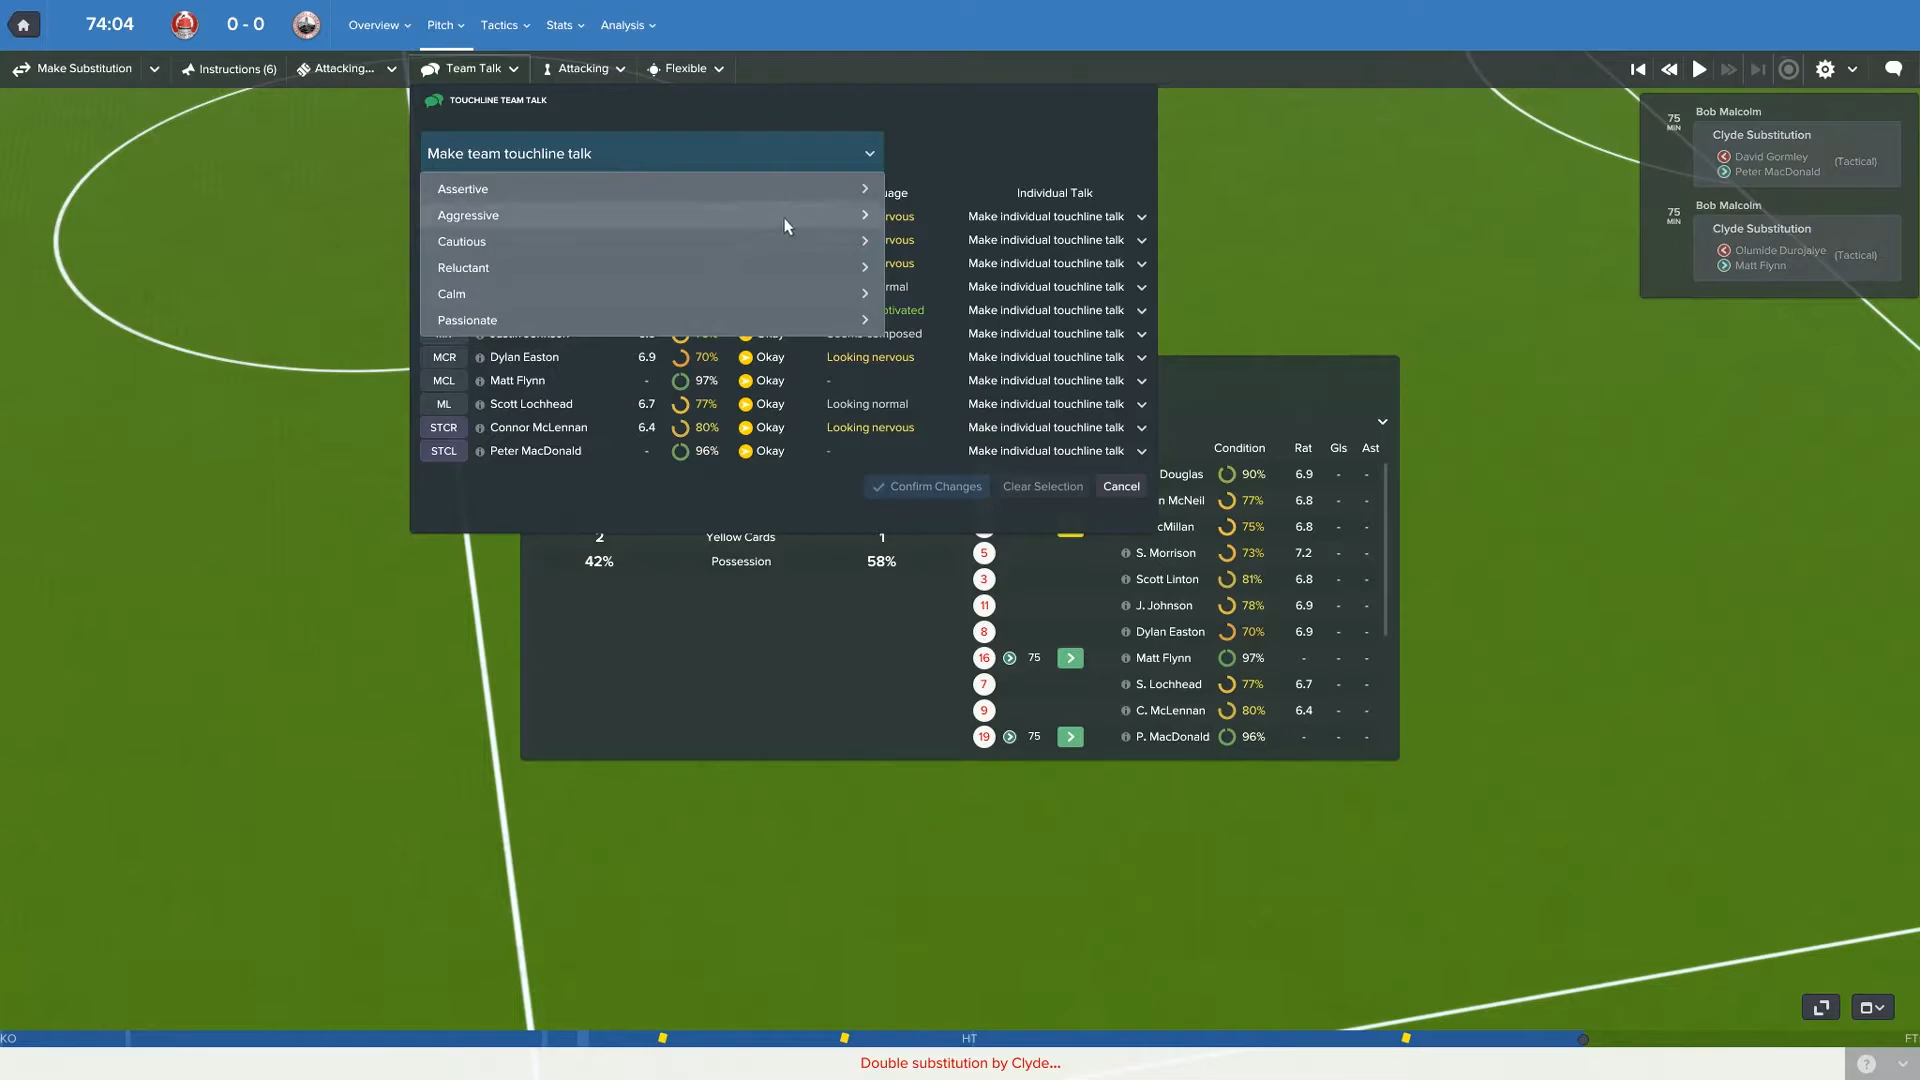 74:04 0 - 0 Overview Pitch Tactics Stats Analysis
Make Substitution Instructions (6) Attacking... Team Talk Attacking Flexible
TOUCHLINE TEAM TALK
Make team touchline talk
Assertive
Aggressive
Cautious
Reluctant
Calm
Passionate
uage Individual Talk
rvous Make individual touchline talk
rvous Make individual touchline talk
rvous Make individual touchline talk
rmal Make individual touchline talk
otivated Make individual touchline talk
composed Make individual touchline talk
MCR Dylan Easton 6.9 70% Okay Looking nervous Make individual touchline talk
MCL Matt Flynn - 97% Okay - Make individual touchline talk
ML Scott Lochhead 6.7 77% Okay Looking normal Make individual touchline talk
STCR Connor McLennan 6.4 80% Okay Looking nervous Make individual touchline talk
STCL Peter MacDonald - 96% Okay - Make individual touchline talk
Confirm Changes Clear Selection Cancel
2 Yellow Cards 1
42% Possession 58%
Condition Rat Gls Ast
Douglas 90% 6.9 - -
n McNeil 77% 6.8 - -
cMillan 75% 6.8 - -
5 S. Morrison 73% 7.2 - -
3 Scott Linton 81% 6.8 - -
11 J. Johnson 78% 6.9 - -
8 Dylan Easton 70% 6.9 - -
16 75 Matt Flynn 97% - - -
7 S. Lochhead 77% 6.7 - -
9 C. McLennan 80% 6.4 - -
19 75 P. MacDonald 96% - - -
75 MIN Bob Malcolm
Clyde Substitution
David Gormley
Peter MacDonald
(Tactical)
75 MIN Bob Malcolm
Clyde Substitution
Olumide Durojaiye
Matt Flynn
(Tactical)
KO HT FT
Double substitution by Clyde...
?